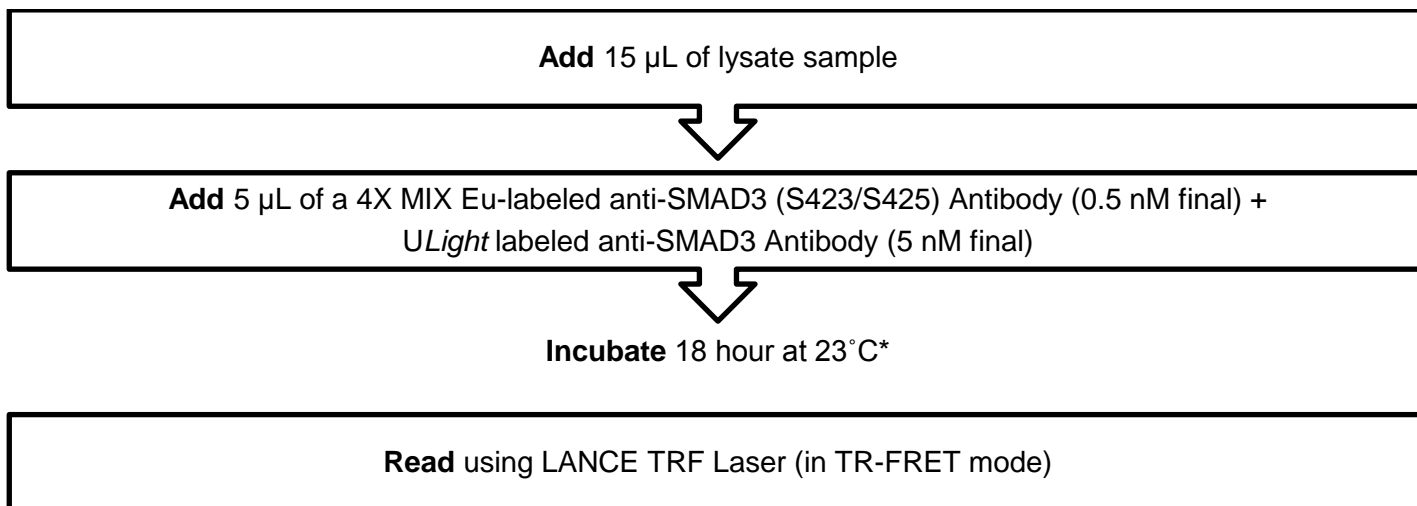 Add 15 µL of lysate sample
Add 5 µL of a 4X MIX Eu-labeled anti-SMAD3 (S423/S425) Antibody (0.5 nM final) +
ULight labeled anti-SMAD3 Antibody (5 nM final)
Incubate 18 hour at 23˚C*
Read using LANCE TRF Laser (in TR-FRET mode)